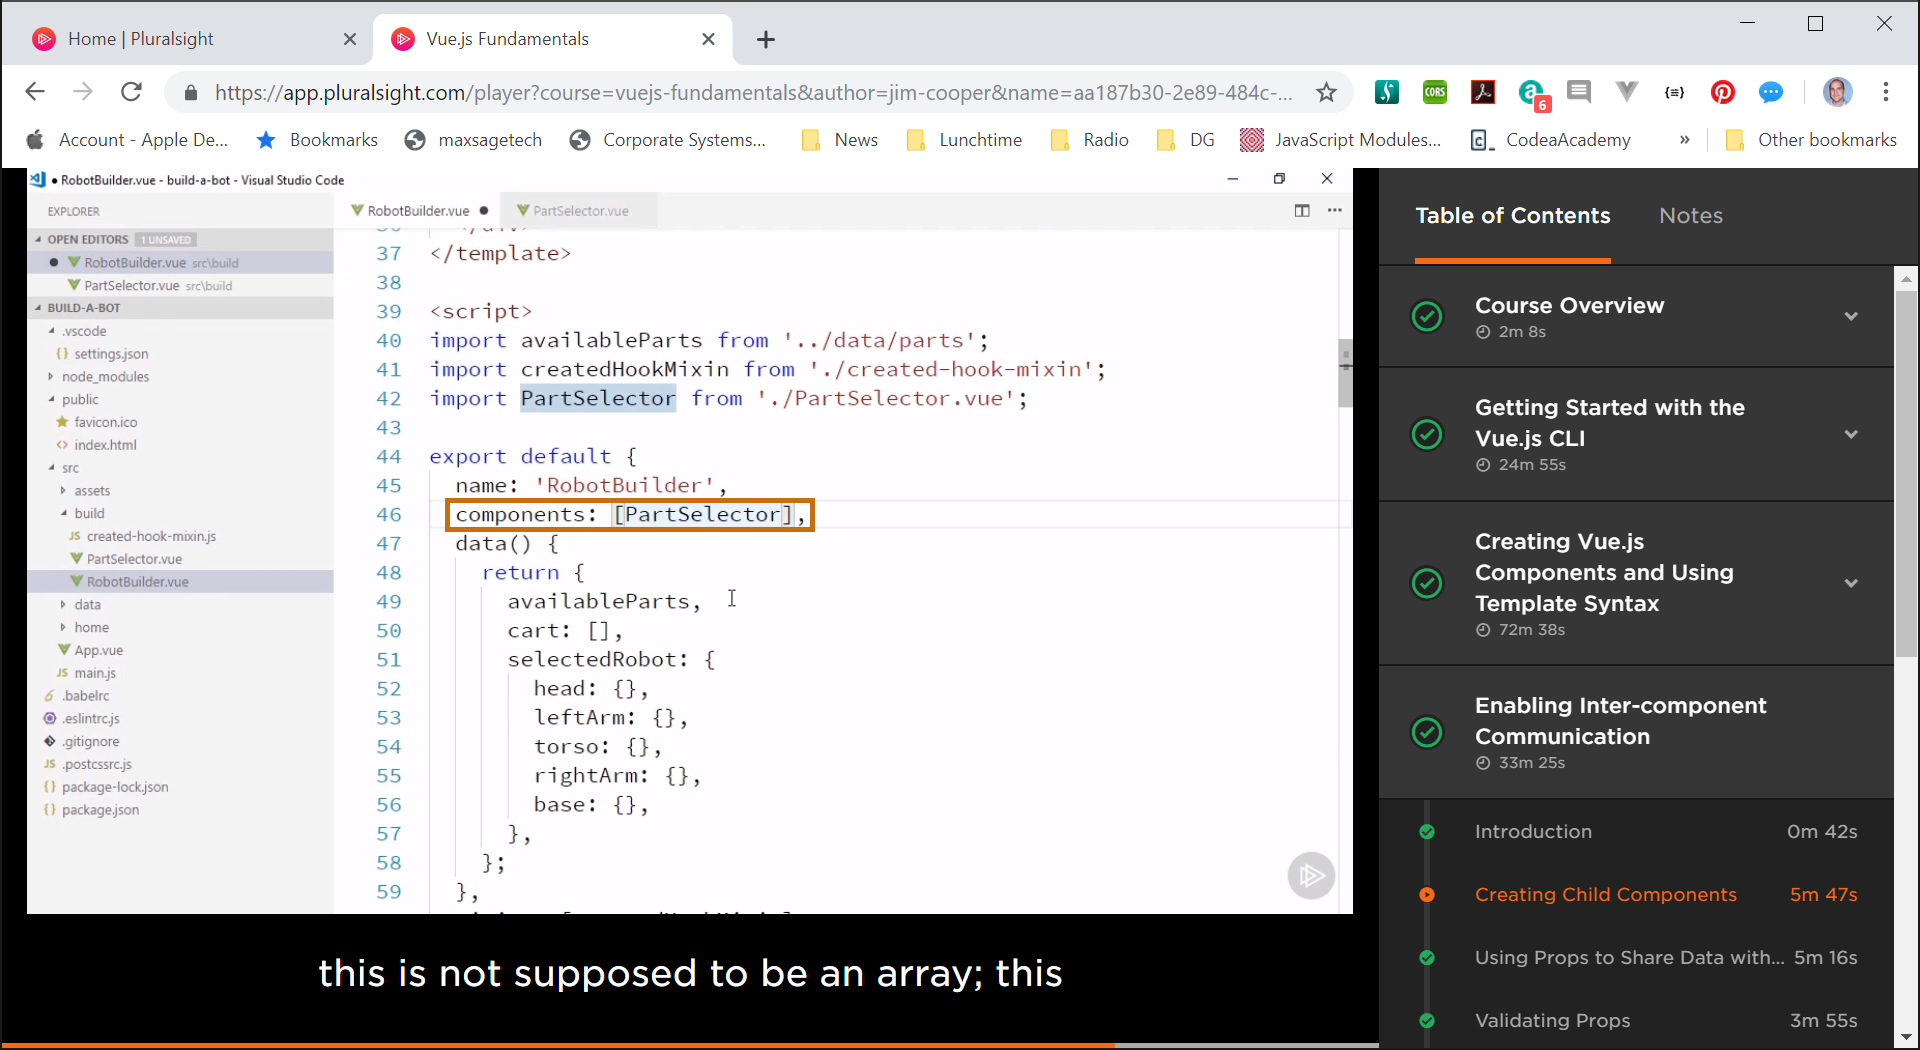 Home | Pluralsight
Vue.js Fundamentals
https://app.pluralsight.com/player?course=vuejs-fundamentals&author=jim-cooper&name=aa187b30-2e89-484c-...
CORS
6
{=}
Account - Apple De...
Bookmarks
maxsagetech
Corporate Systems...
News
Lunchtime
Radio
DG
JavaScript Modules...
CodeaAcademy
»
Other bookmarks
● RobotBuilder.vue - build-a-bot - Visual Studio Code
EXPLORER
OPEN EDITORS 1 UNSAVED
RobotBuilder.vue src\build
PartSelector.vue src\build
BUILD-A-BOT
.vscode
{} settings.json
node_modules
public
favicon.ico
<> index.html
src
assets
build
JS created-hook-mixin.js
PartSelector.vue
RobotBuilder.vue
data
home
App.vue
JS main.js
.babelrc
.eslintrc.js
.gitignore
JS .postcssrc.js
{} package-lock.json
{} package.json
RobotBuilder.vue ●
PartSelector.vue
36 </div>
37 </template>
38
39 <script>
40 import availableParts from '../data/parts';
41 import createdHookMixin from './created-hook-mixin';
42 import PartSelector from './PartSelector.vue';
43
44 export default {
45 name: 'RobotBuilder',
46 components: [PartSelector],
47 data() {
48 return {
49 availableParts,
50 cart: [],
51 selectedRobot: {
52 head: {},
53 leftArm: {},
54 torso: {},
55 rightArm: {},
56 base: {},
57 },
58 };
59 },
this is not supposed to be an array; this
Table of Contents
Notes
Course Overview
2m 8s
Getting Started with the
Vue.js CLI
24m 55s
Creating Vue.js
Components and Using
Template Syntax
72m 38s
Enabling Inter-component
Communication
33m 25s
Introduction 0m 42s
Creating Child Components 5m 47s
Using Props to Share Data with... 5m 16s
Validating Props 3m 55s